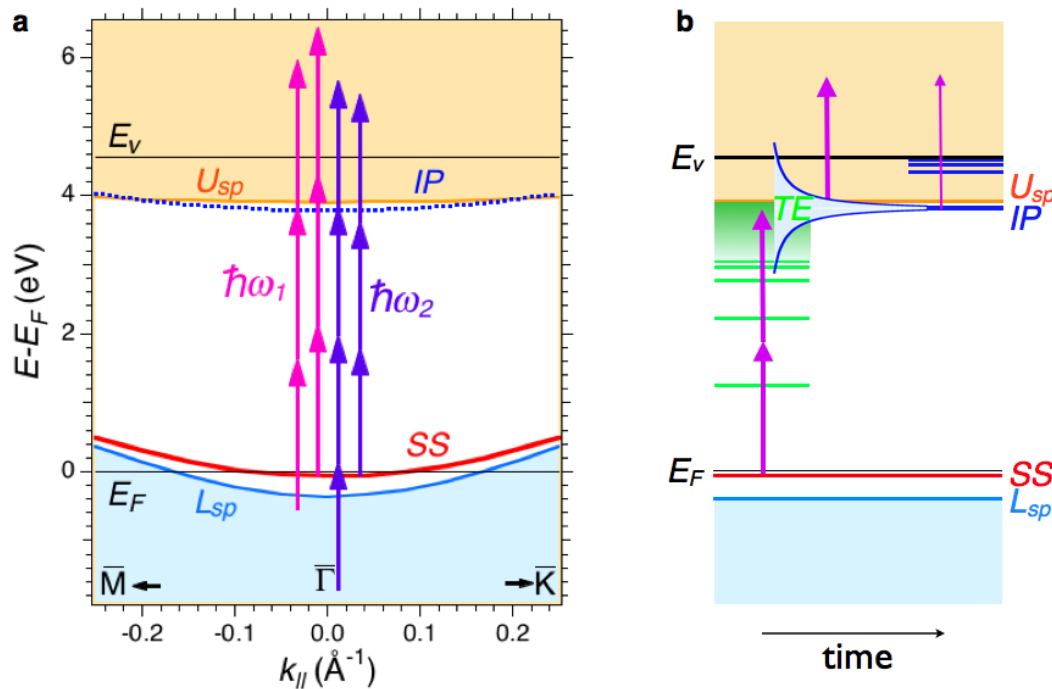 a
b
6
4
2
0
E-E_F (eV)
E_v
U_sp
IP
ħω_1
ħω_2
SS
E_F
L_sp
M̅
Γ̅
K̅
-0.2
-0.1
0.0
0.1
0.2
k_// (Å⁻¹)
E_v
TE
U_sp
IP
E_F
SS
L_sp
time